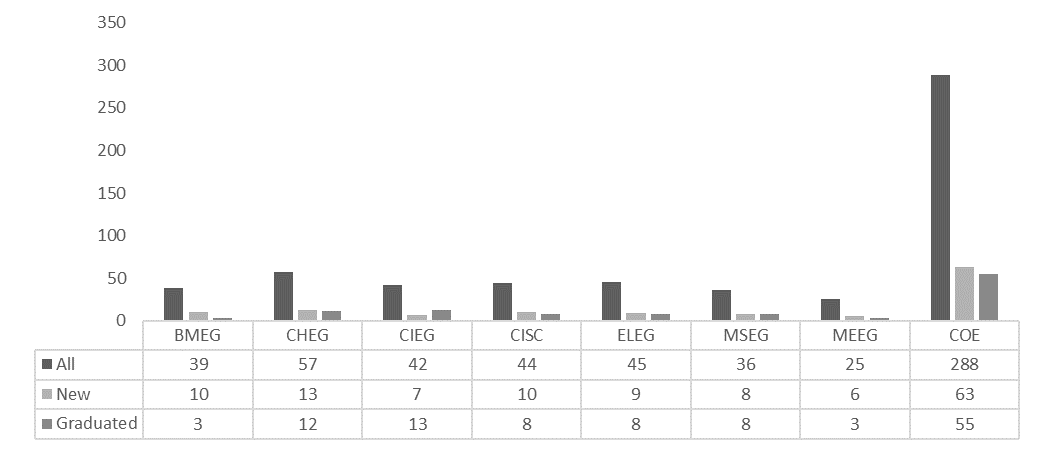 350
300
250
200
150
100
50
0
BMEG CHEG CIEG CISC ELEG MSEG MEEG COE
All 39 57 42 44 45 36 25 288
New 10 13 7 10 9 8 6 63
Graduated 3 12 13 8 8 8 3 55